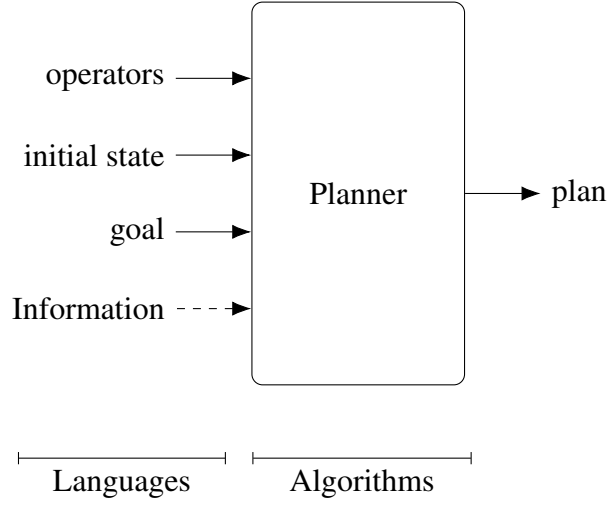 operators
initial state
goal
Information
Planner
plan
Languages
Algorithms